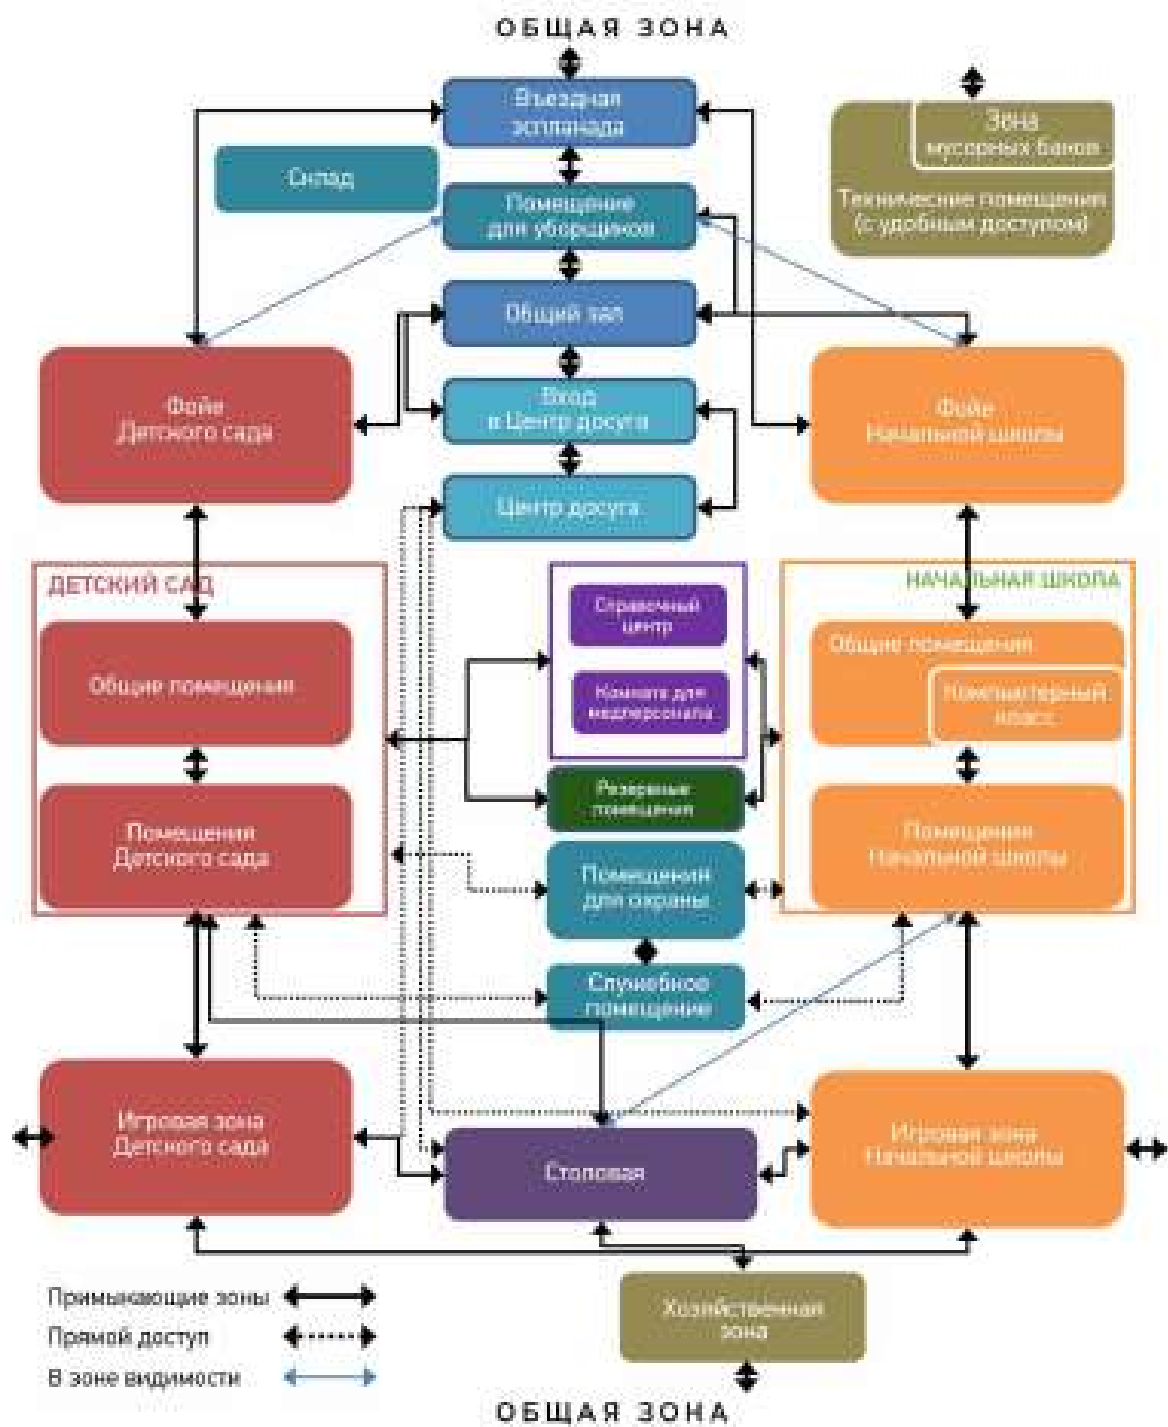 ОБЩАЯ ЗОНА
Въездная
эспланада
Зона
мусорных баков
Технические помещения
(с удобным доступом)
Склад
Помещение
для уборщиков
Общий зал
Фойе
Детского сада
Вход
в Центр досуга
Фойе
Начальной школы
Центр досуга
ДЕТСКИЙ САД
НАЧАЛЬНАЯ ШКОЛА
Справочный
центр
Общие помещения
Общие помещения
Компьютерный
класс
Комната для
медперсонала
Резервные
помещения
Помещения
Детского сада
Помещения
Начальной школы
Помещения
для охраны
Служебное
помещение
Игровая зона
Детского сада
Столовая
Игровая зона
Начальной школы
Примыкающие зоны
Прямой доступ
В зоне видимости
Хозяйственная
зона
ОБЩАЯ ЗОНА